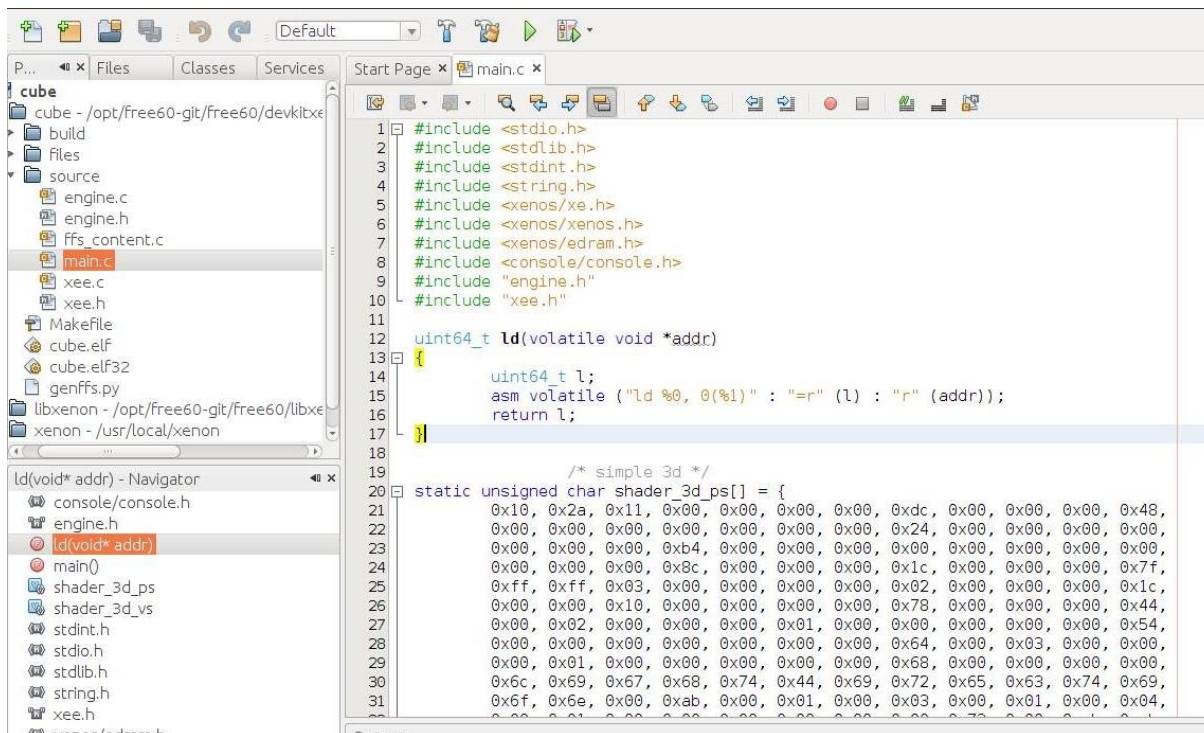 Default
P... Files Classes Services
cube
cube - /opt/free60-git/free60/devkitxe
build
files
source
engine.c
engine.h
ffs_content.c
main.c
xee.c
xee.h
Makefile
cube.elf
cube.elf32
genffs.py
libxenon - /opt/free60-git/free60/libxe
xenon - /usr/local/xenon
ld(void* addr) - Navigator
console/console.h
engine.h
ld(void* addr)
main()
shader_3d_ps
shader_3d_vs
stdint.h
stdio.h
stdlib.h
string.h
xee.h
Start Page main.c
1 #include <stdio.h>
2 #include <stdlib.h>
3 #include <stdint.h>
4 #include <string.h>
5 #include <xenos/xe.h>
6 #include <xenos/xenos.h>
7 #include <xenos/edram.h>
8 #include <console/console.h>
9 #include "engine.h"
10 #include "xee.h"
11
12 uint64_t ld(volatile void *addr)
13 {
14 uint64_t l;
15 asm volatile ("ld %0, 0(%1)" : "=r" (l) : "r" (addr));
16 return l;
17 }
18
19 /* simple 3d */
20 static unsigned char shader_3d_ps[] = {
21 0x10, 0x2a, 0x11, 0x00, 0x00, 0x00, 0x00, 0xdc, 0x00, 0x00, 0x00, 0x48,
22 0x00, 0x00, 0x00, 0x00, 0x00, 0x00, 0x00, 0x24, 0x00, 0x00, 0x00, 0x00,
23 0x00, 0x00, 0x00, 0xb4, 0x00, 0x00, 0x00, 0x00, 0x00, 0x00, 0x00, 0x00,
24 0x00, 0x00, 0x00, 0x8c, 0x00, 0x00, 0x00, 0x1c, 0x00, 0x00, 0x00, 0x7f,
25 0xff, 0xff, 0x03, 0x00, 0x00, 0x00, 0x00, 0x02, 0x00, 0x00, 0x00, 0x1c,
26 0x00, 0x00, 0x10, 0x00, 0x00, 0x00, 0x00, 0x78, 0x00, 0x00, 0x00, 0x44,
27 0x00, 0x02, 0x00, 0x00, 0x00, 0x01, 0x00, 0x00, 0x00, 0x00, 0x00, 0x54,
28 0x00, 0x00, 0x00, 0x00, 0x00, 0x00, 0x00, 0x64, 0x00, 0x03, 0x00, 0x00,
29 0x00, 0x01, 0x00, 0x00, 0x00, 0x00, 0x00, 0x68, 0x00, 0x00, 0x00, 0x00,
30 0x6c, 0x69, 0x67, 0x68, 0x74, 0x44, 0x69, 0x72, 0x65, 0x63, 0x74, 0x69,
31 0x6f, 0x6e, 0x00, 0xab, 0x00, 0x01, 0x00, 0x03, 0x00, 0x01, 0x00, 0x04,